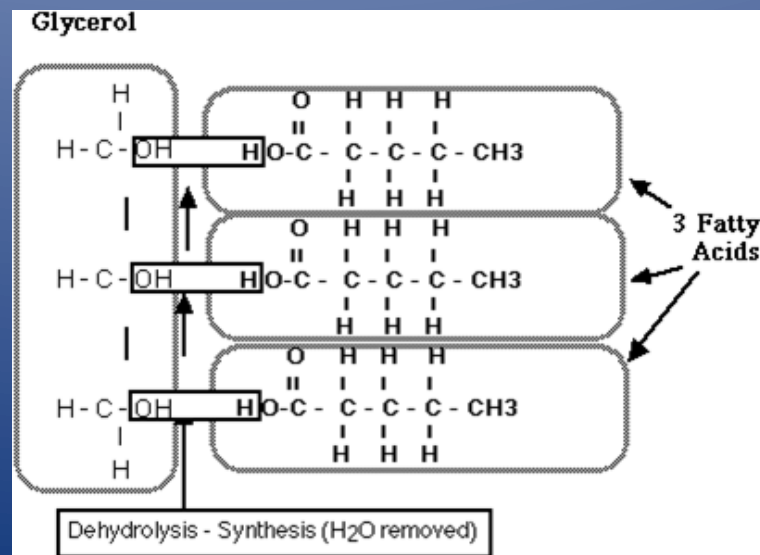 Glycerol
H O H H H
H-C-OH HO-C - C - C - C - CH3
H H H
3 Fatty
Acids
O H H H
H-C-OH HO-C - C - C - C - CH3
H H H
O H H H
H-C-OH HO-C - C - C - C - CH3
H H H H
Dehydrolysis - Synthesis (H2O removed)